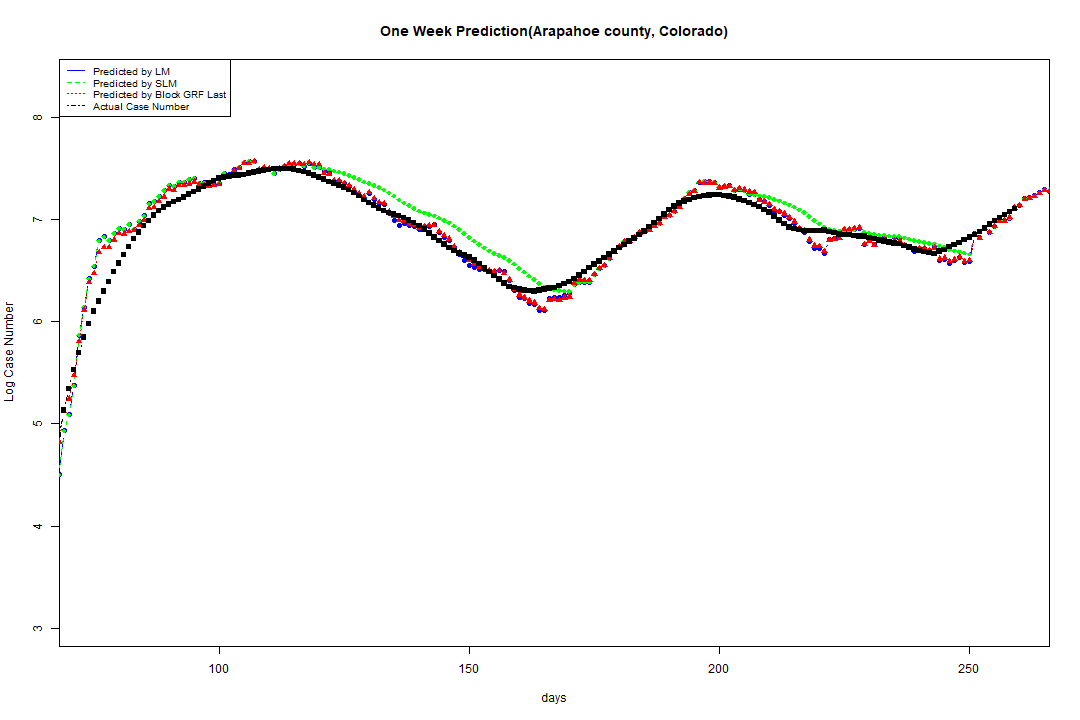 One Week Prediction(Arapahoe county, Colorado)
Predicted by LM
Predicted by SLM
Predicted by Block GRF Last
Actual Case Number
8
7
6
5
4
3
Log Case Number
100 150 200 250
days